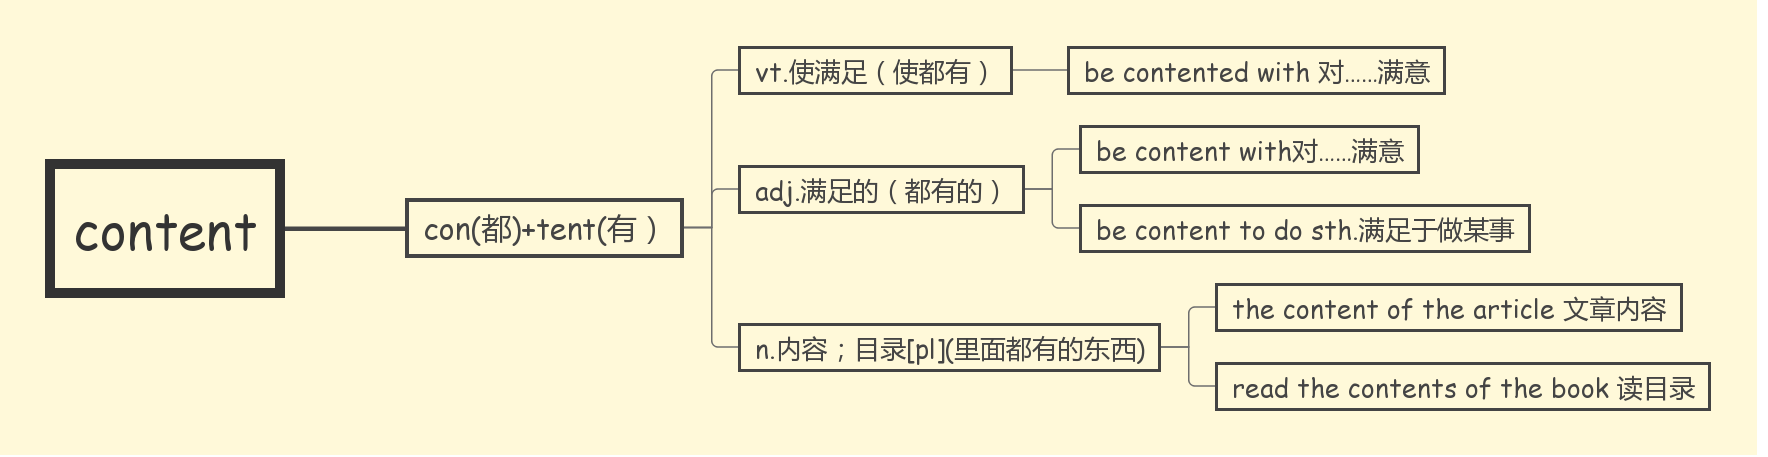 content
con(都)+tent(有）
vt.使满足（使都有）
be contented with 对……满意
adj.满足的（都有的）
be content with对……满意
be content to do sth.满足于做某事
n.内容；目录[pl](里面都有的东西)
the content of the article 文章内容
read the contents of the book 读目录